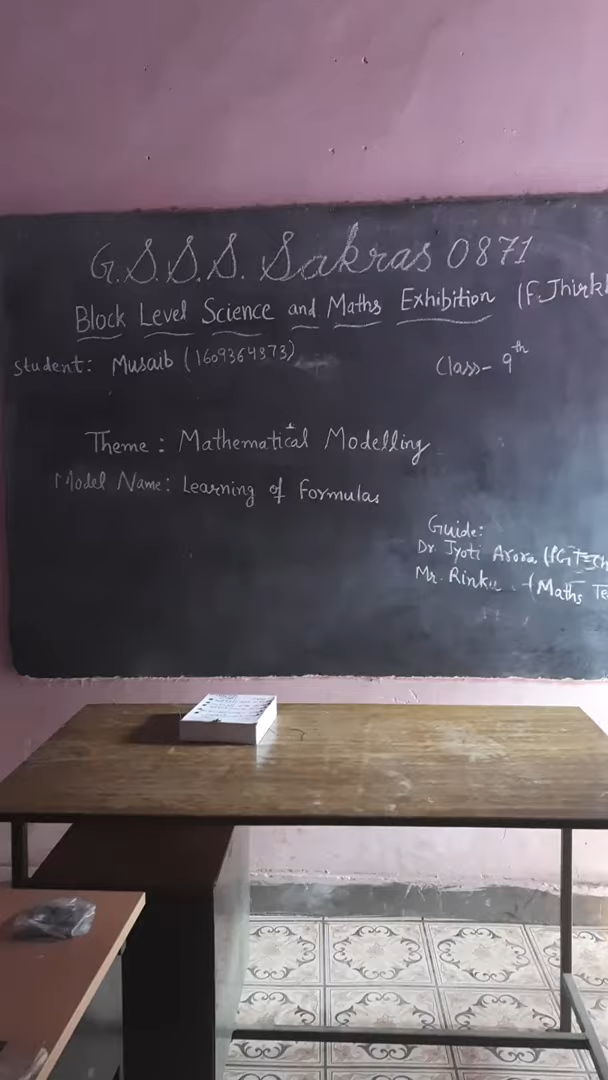 G.S.S.S. Sakras 0871
Block Level Science and Maths Exhibition (F.Jhirk
Student: Musaib (1609364873)
Class- 9th
Theme: Mathematical Modelling
Model Name: Learning of Formulas
Guide:
Dr. Jyoti Arora (PGT
Mr. Rinku (Maths Te